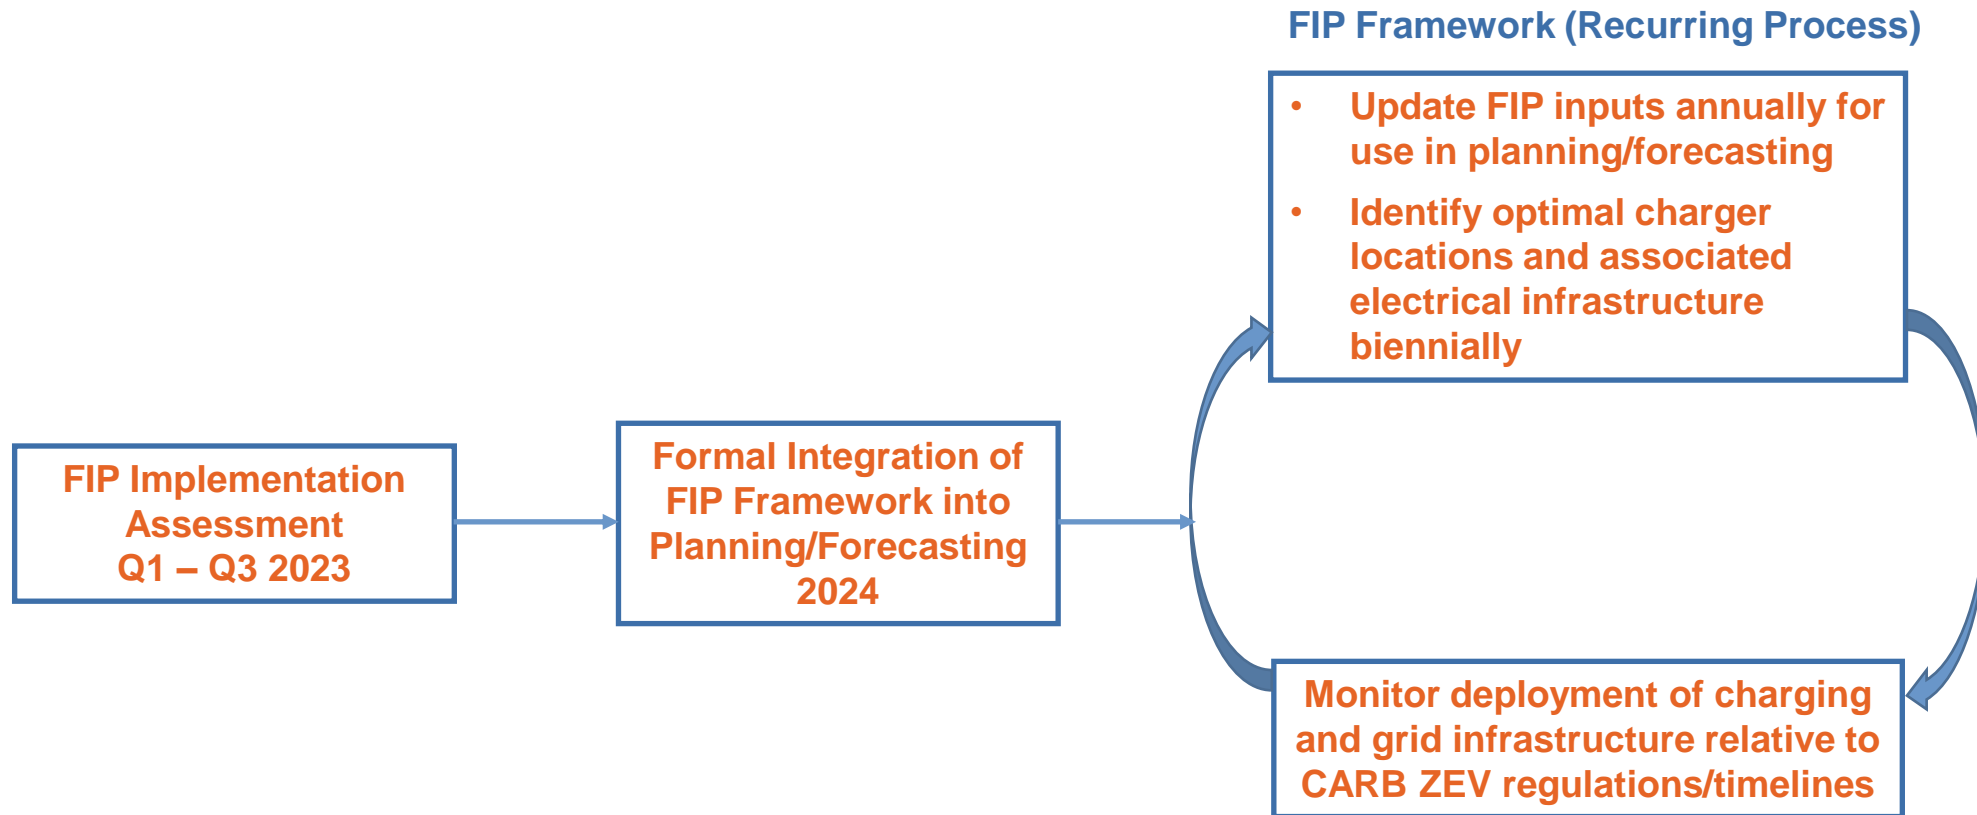 FIP Framework (Recurring Process)
• Update FIP inputs annually for
use in planning/forecasting
• Identify optimal charger
locations and associated
electrical infrastructure
biennially
FIP Implementation
Assessment
Q1 – Q3 2023
Formal Integration of
FIP Framework into
Planning/Forecasting
2024
Monitor deployment of charging
and grid infrastructure relative to
CARB ZEV regulations/timelines